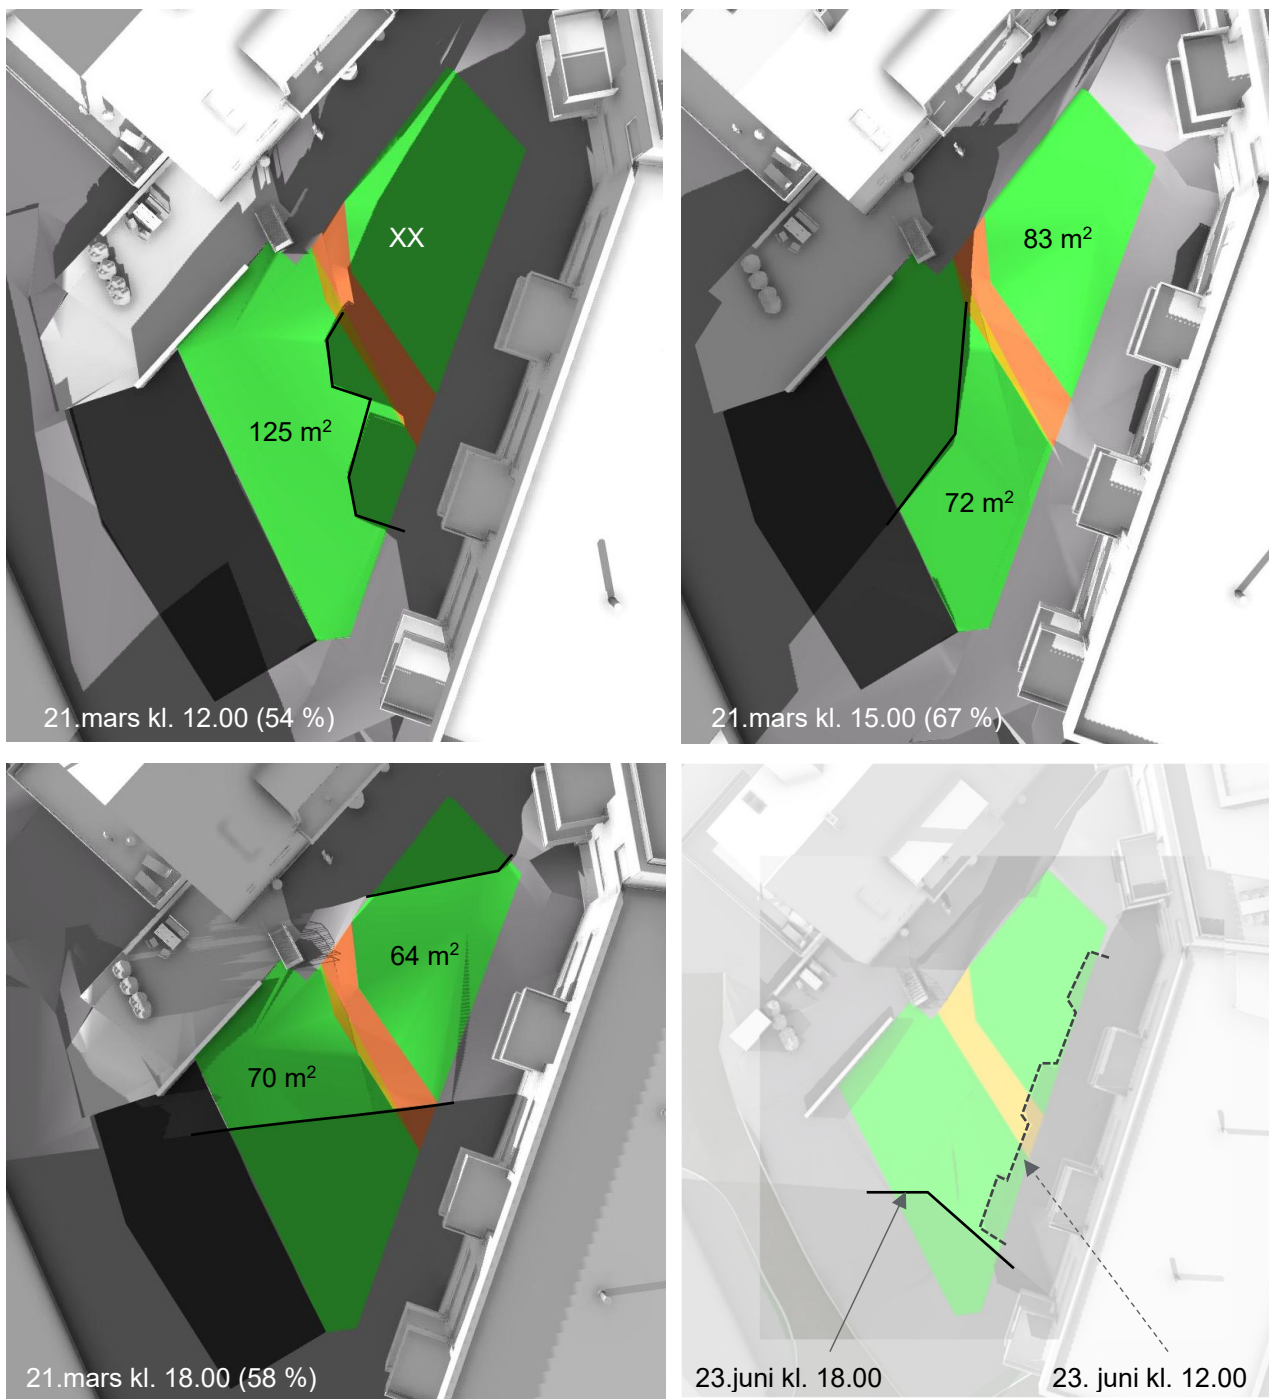 XX
125 m²
21.mars kl. 12.00 (54 %)
83 m²
72 m²
21.mars kl. 15.00 (67 %)
64 m²
70 m²
21.mars kl. 18.00 (58 %)
23.juni kl. 18.00
23. juni kl. 12.00